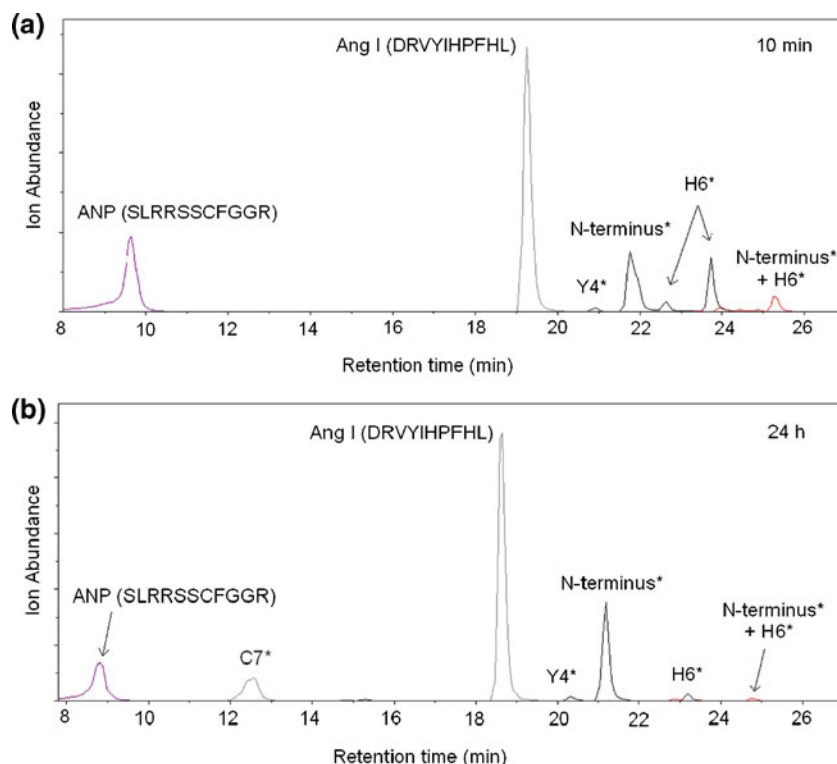 (a)
Ang I (DRVYIHPFHL)
10 min
Ion Abundance
ANP (SLRRSSCFGGR)
H6*
N-terminus*
Y4*
N-terminus*
+ H6*
8 10 12 14 16 18 20 22 24 26
Retention time (min)
(b)
Ang I (DRVYIHPFHL)
24 h
Ion Abundance
ANP (SLRRSSCFGGR)
C7*
N-terminus*
Y4*
H6*
N-terminus*
+ H6*
8 10 12 14 16 18 20 22 24 26
Retention time (min)